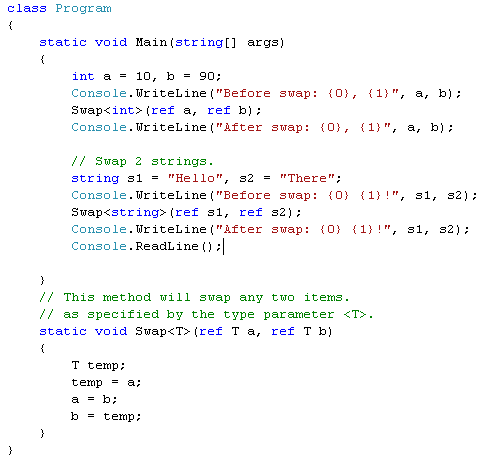 class Program
{
    static void Main(string[] args)
    {
        int a = 10, b = 90;
        Console.WriteLine("Before swap: {0}, {1}", a, b);
        Swap<int>(ref a, ref b);
        Console.WriteLine("After swap: {0}, {1}", a, b);

        // Swap 2 strings.
        string s1 = "Hello", s2 = "There";
        Console.WriteLine("Before swap: {0} {1}!", s1, s2);
        Swap<string>(ref s1, ref s2);
        Console.WriteLine("After swap: {0} {1}!", s1, s2);
        Console.ReadLine();

    }
    // This method will swap any two items.
    // as specified by the type parameter <T>.
    static void Swap<T>(ref T a, ref T b)
    {
        T temp;
        temp = a;
        a = b;
        b = temp;
    }
}